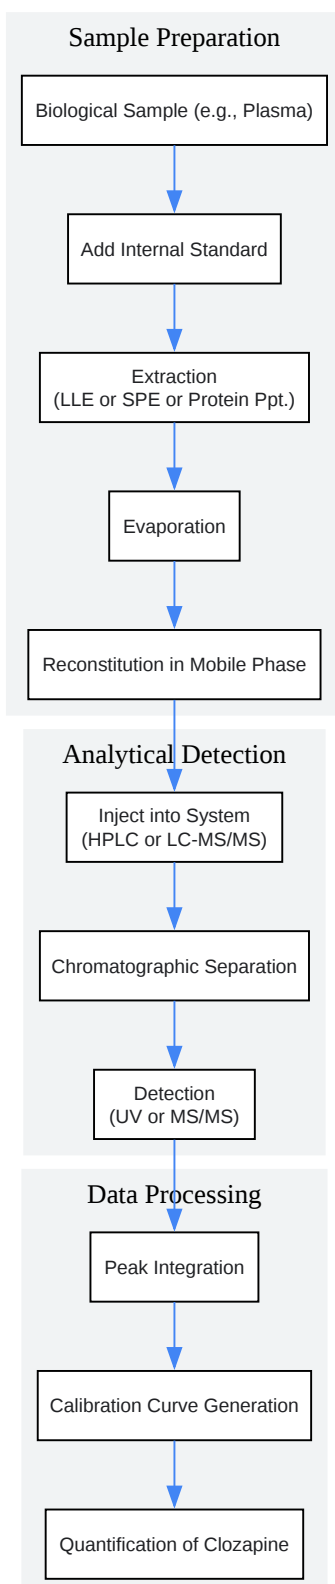 Sample Preparation
Biological Sample (e.g., Plasma)
Add Internal Standard
Extraction
(LLE or SPE or Protein Ppt.)
Evaporation
Reconstitution in Mobile Phase
Analytical Detection
Inject into System
(HPLC or LC-MS/MS)
Chromatographic Separation
Detection
(UV or MS/MS)
Data Processing
Peak Integration
Calibration Curve Generation
Quantification of Clozapine